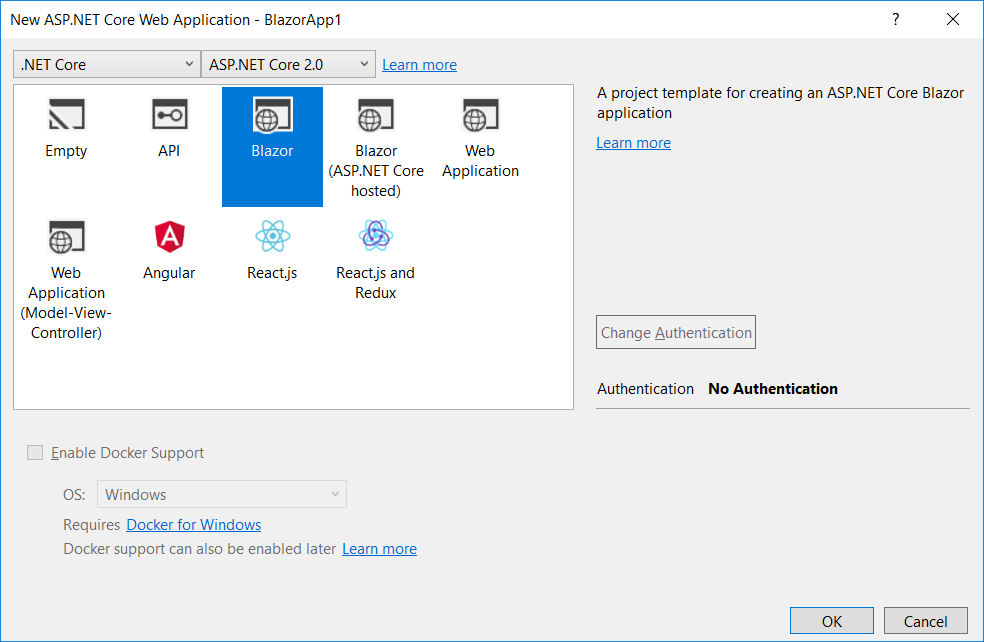 New ASP.NET Core Web Application - BlazorApp1
?
.NET Core
ASP.NET Core 2.0
Learn more
Empty
API
Blazor
Blazor
(ASP.NET Core
hosted)
Web
Application
Web
Application
(Model-View-
Controller)
Angular
React.js
React.js and
Redux
A project template for creating an ASP.NET Core Blazor
application
Learn more
Change Authentication
Authentication No Authentication
Enable Docker Support
OS: Windows
Requires Docker for Windows
Docker support can also be enabled later Learn more
OK
Cancel